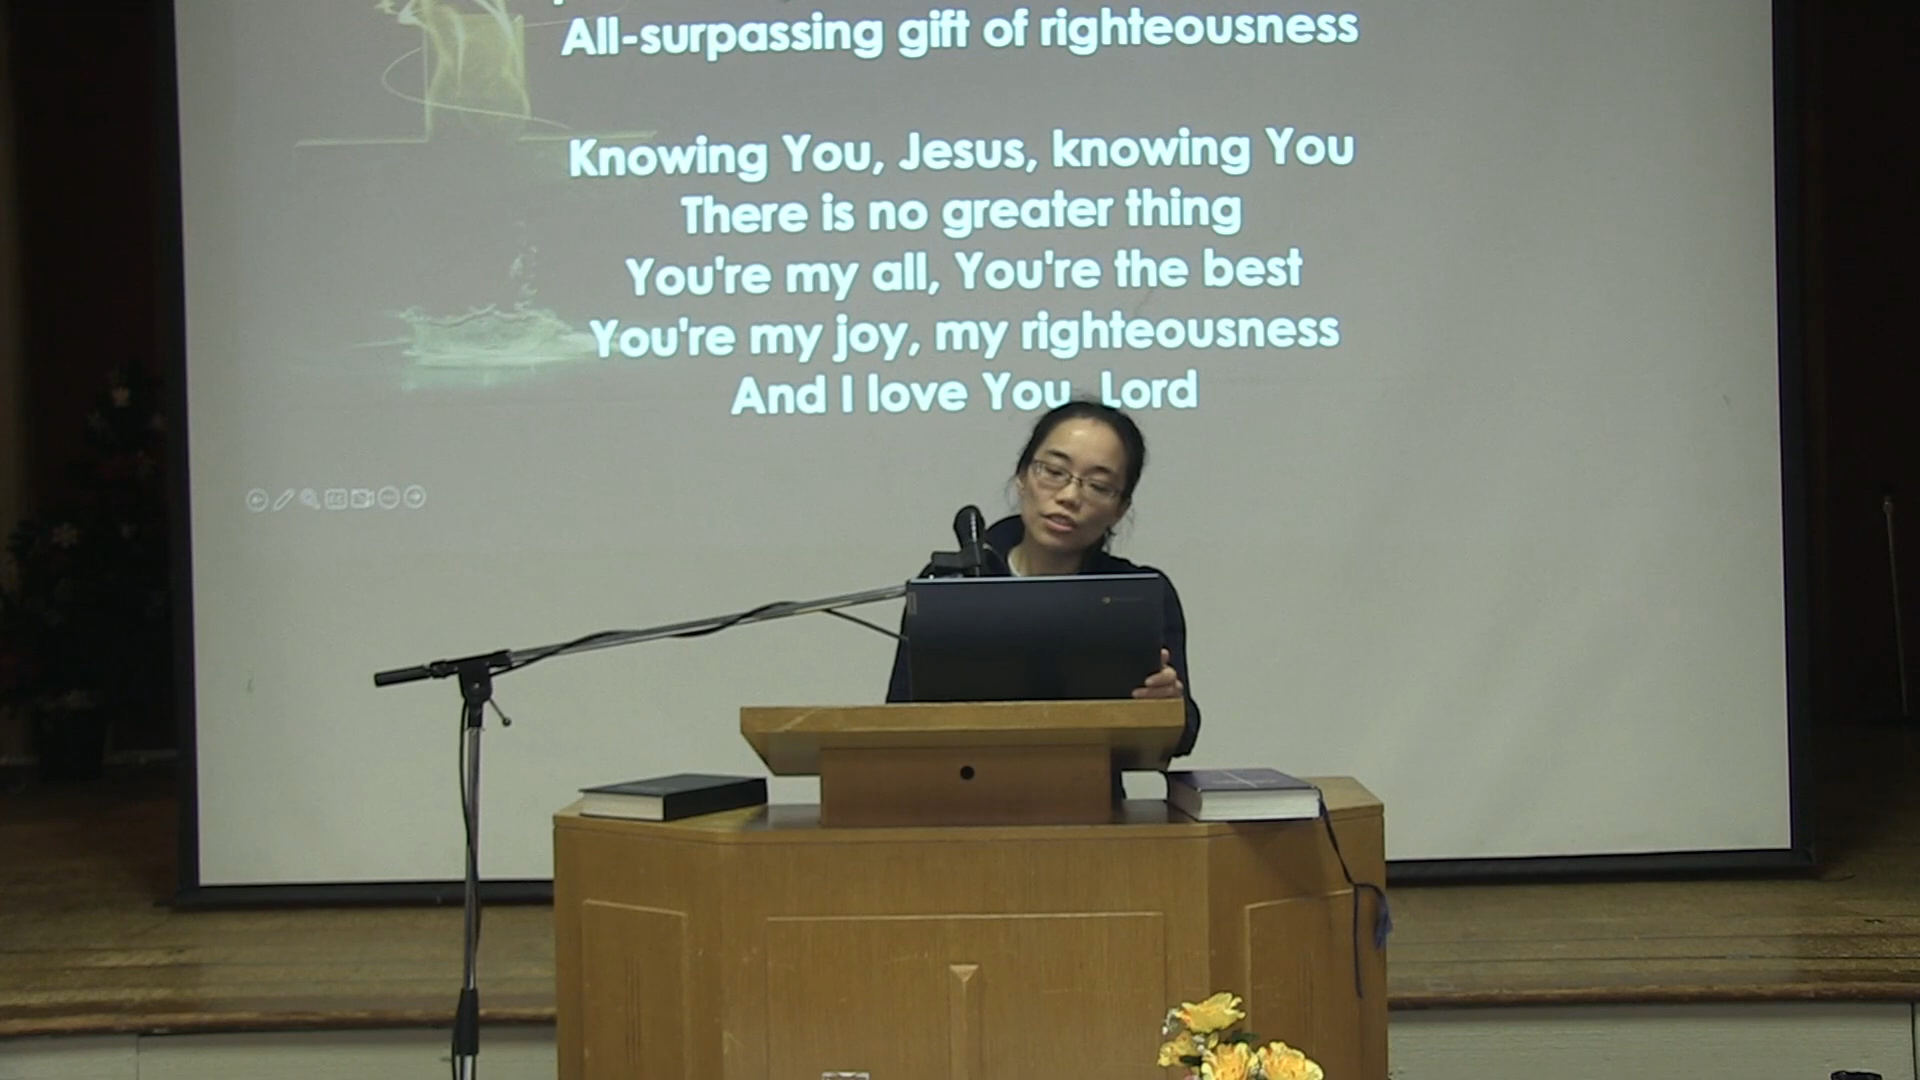 All-surpassing gift of righteousness
Knowing You, Jesus, knowing You
There is no greater thing
You're my all, You're the best
You're my joy, my righteousness
And I love You, Lord